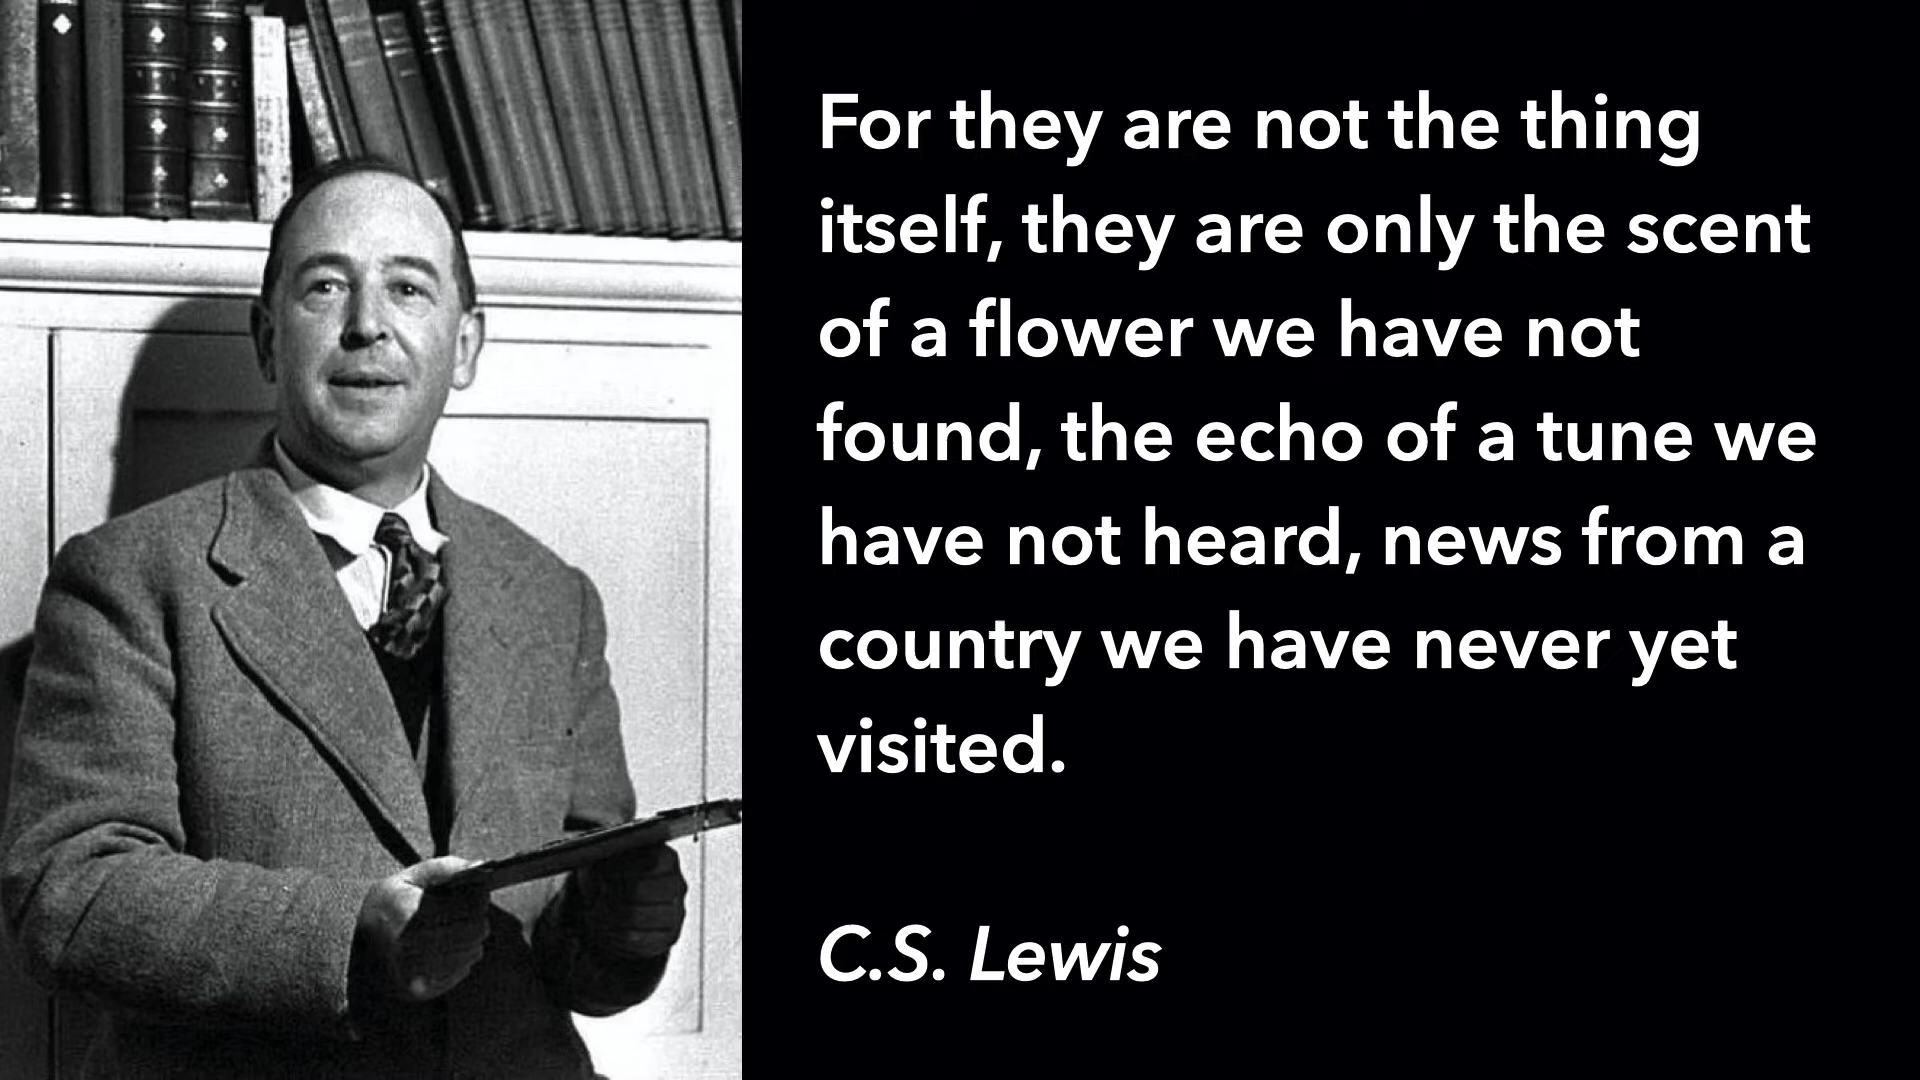 For they are not the thing
itself, they are only the scent
of a flower we have not
found, the echo of a tune we
have not heard, news from a
country we have never yet
visited.
C.S. Lewis